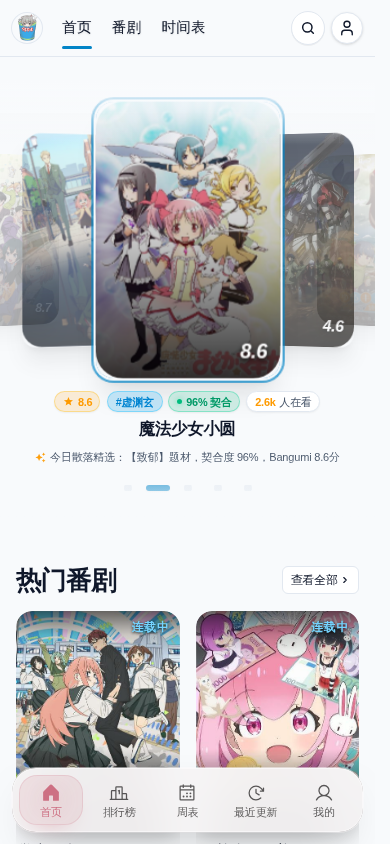 首页 番剧 时间表
8.7
8.6
4.6
8.6 #虚渊玄 96% 契合 2.6k 人在看
魔法少女小圆
今日散落精选：【致郁】题材，契合度 96%，Bangumi 8.6分
热门番剧
查看全部
连载中
连载中
首页 排行榜 周表 最近更新 我的